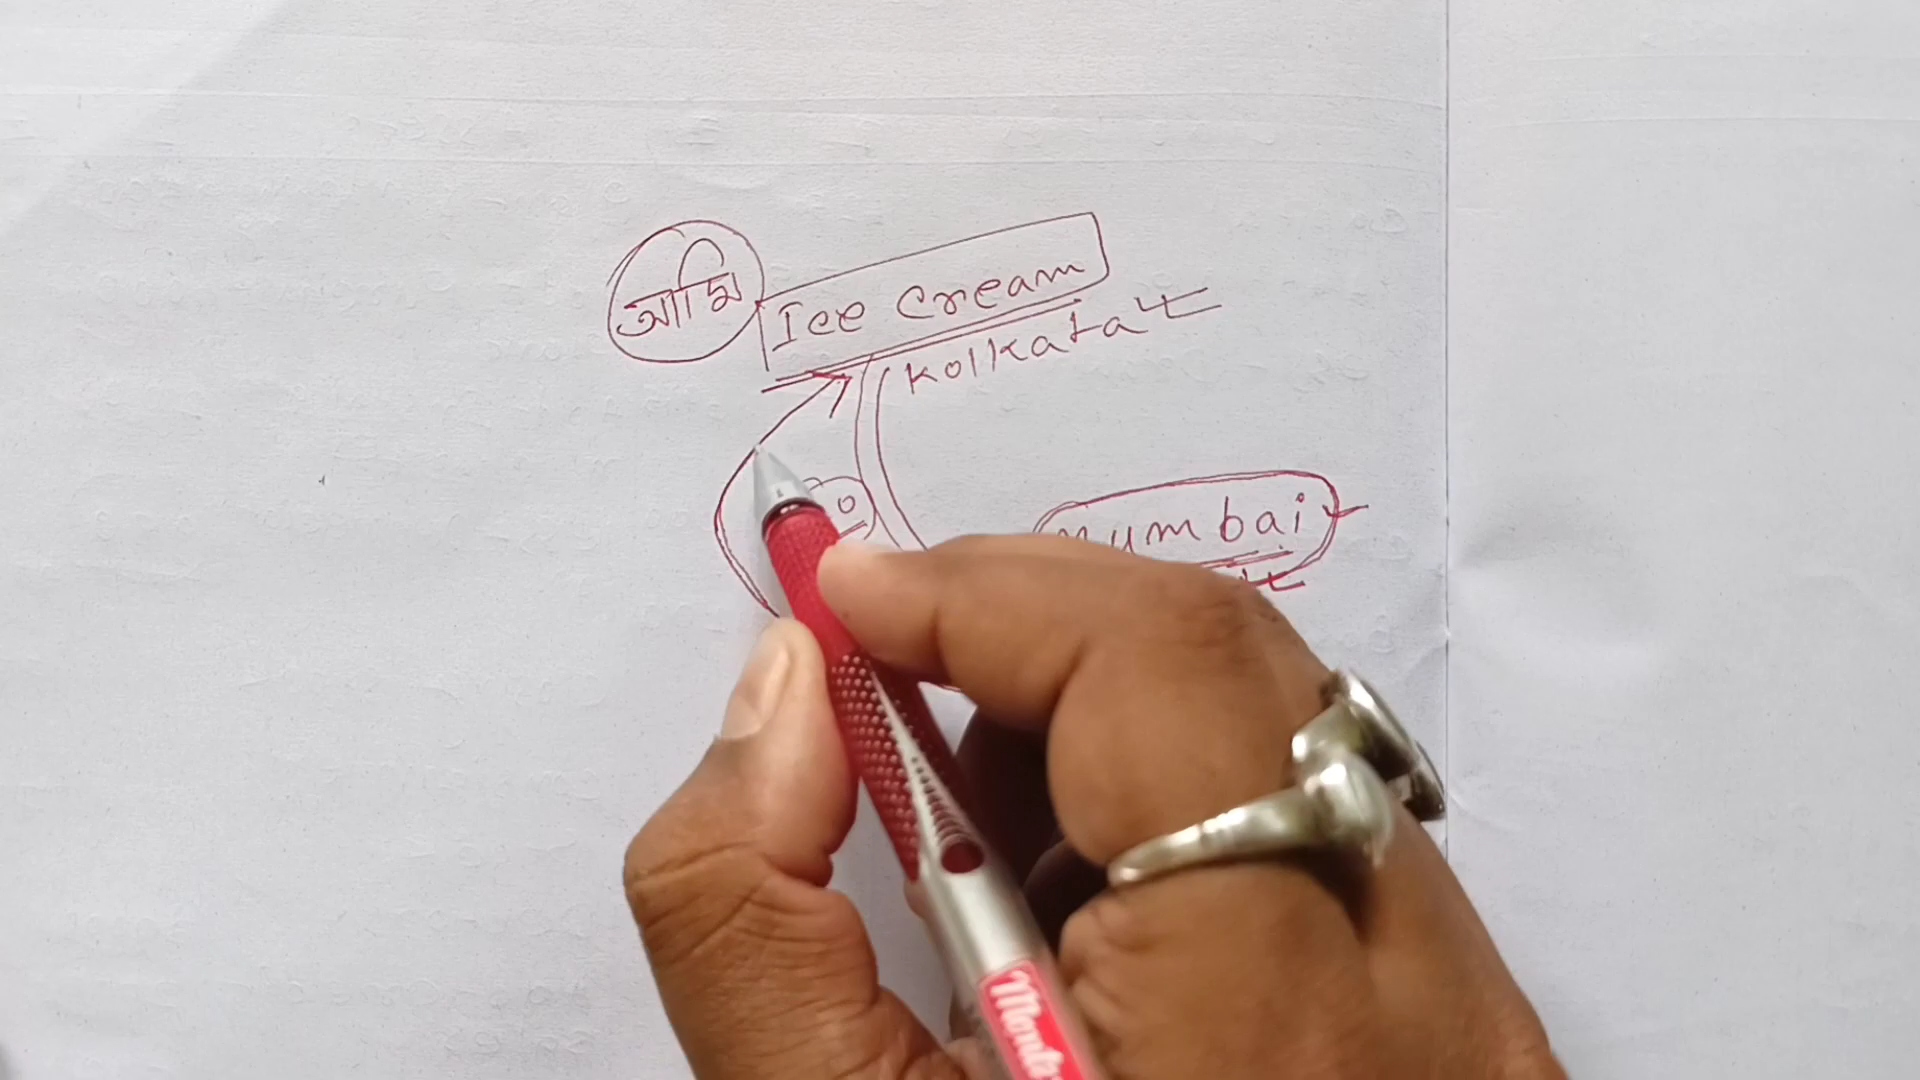 আমি
Ice Cream
Kolkata
Mumbai